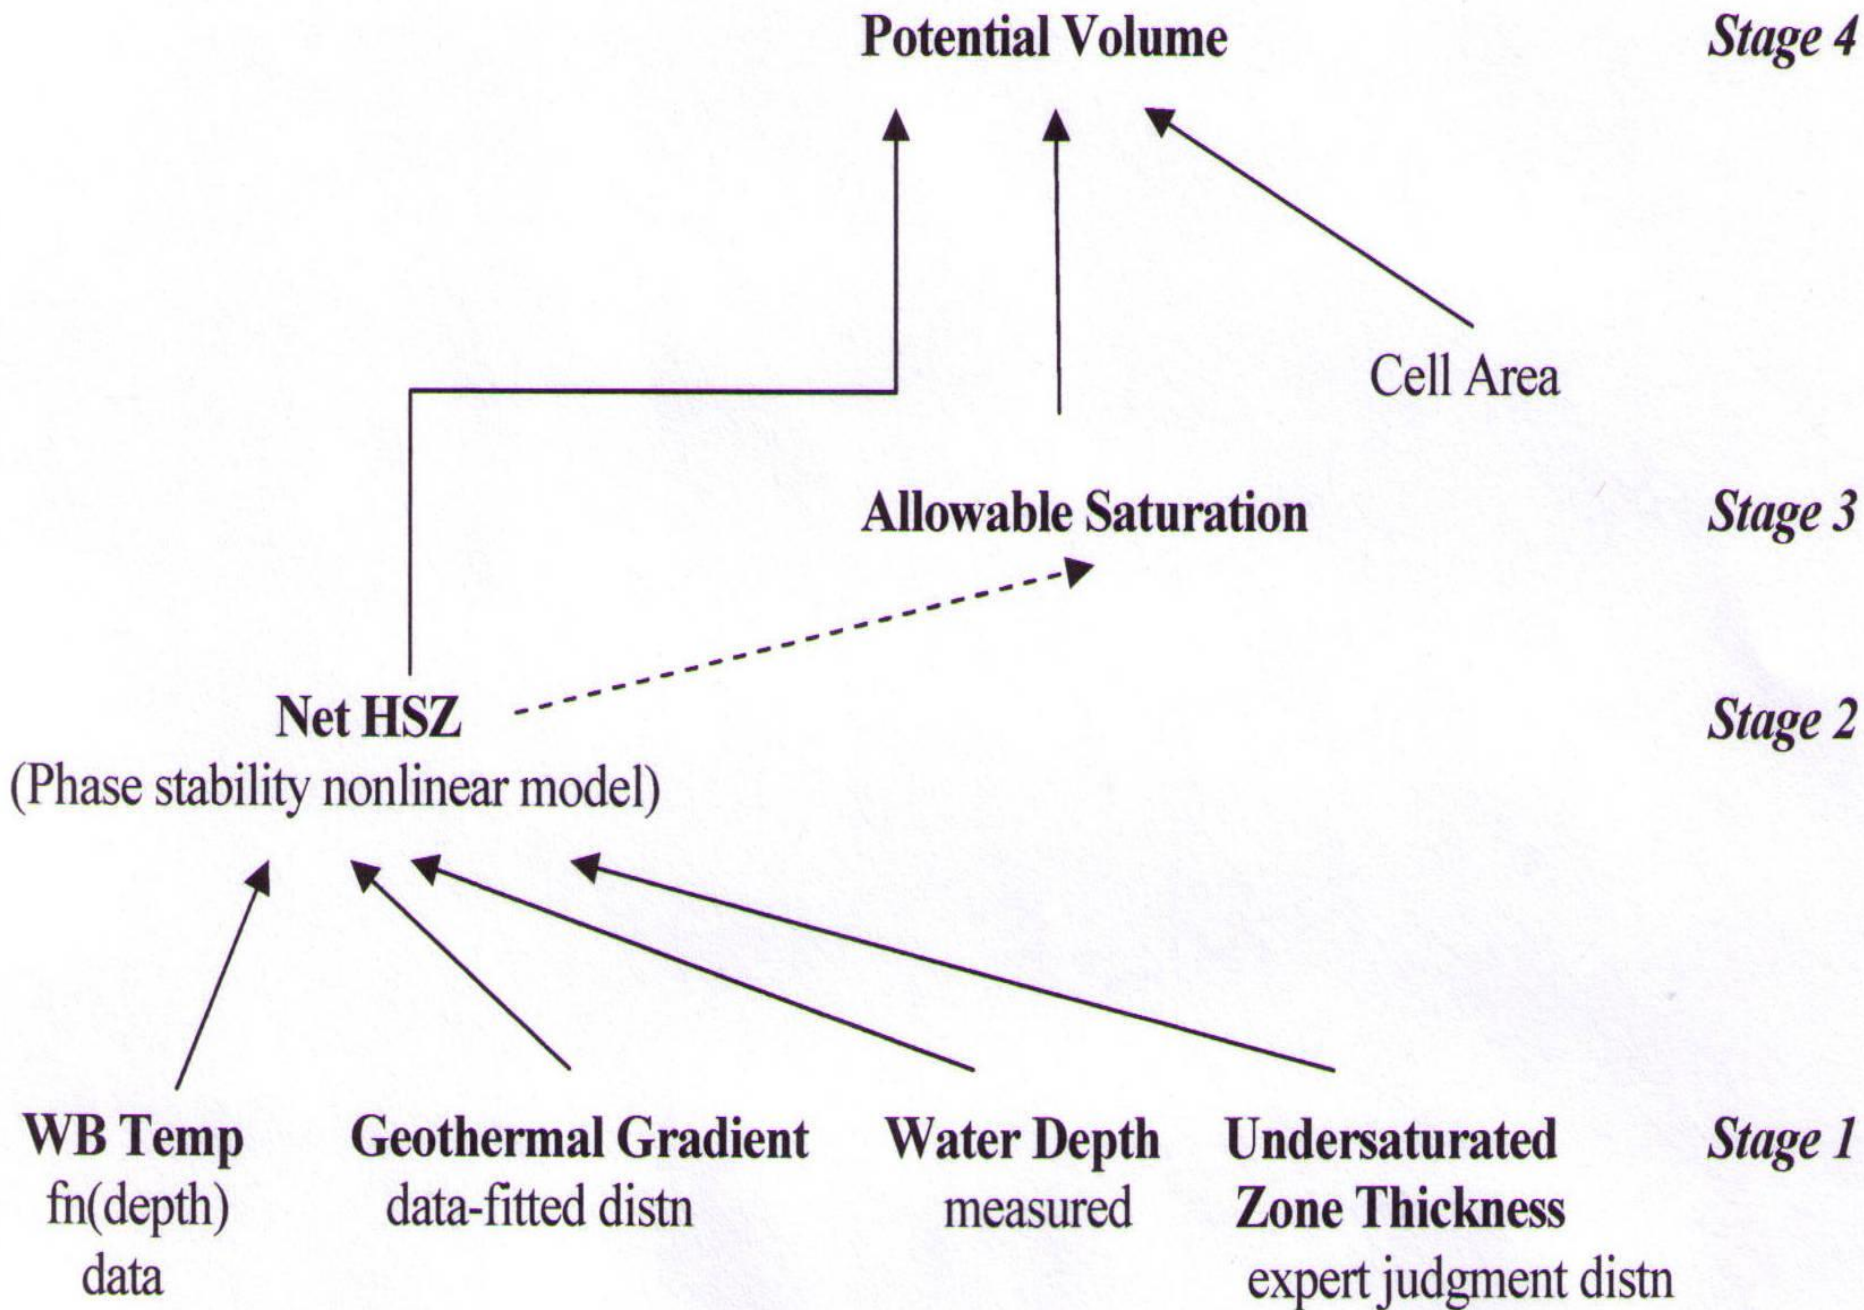 Potential Volume Stage 4
Cell Area
Allowable Saturation Stage 3
Net HSZ Stage 2
(Phase stability nonlinear model)
WB Temp Geothermal Gradient Water Depth Undersaturated Stage 1
fn(depth) data-fitted distn measured Zone Thickness
data expert judgment distn